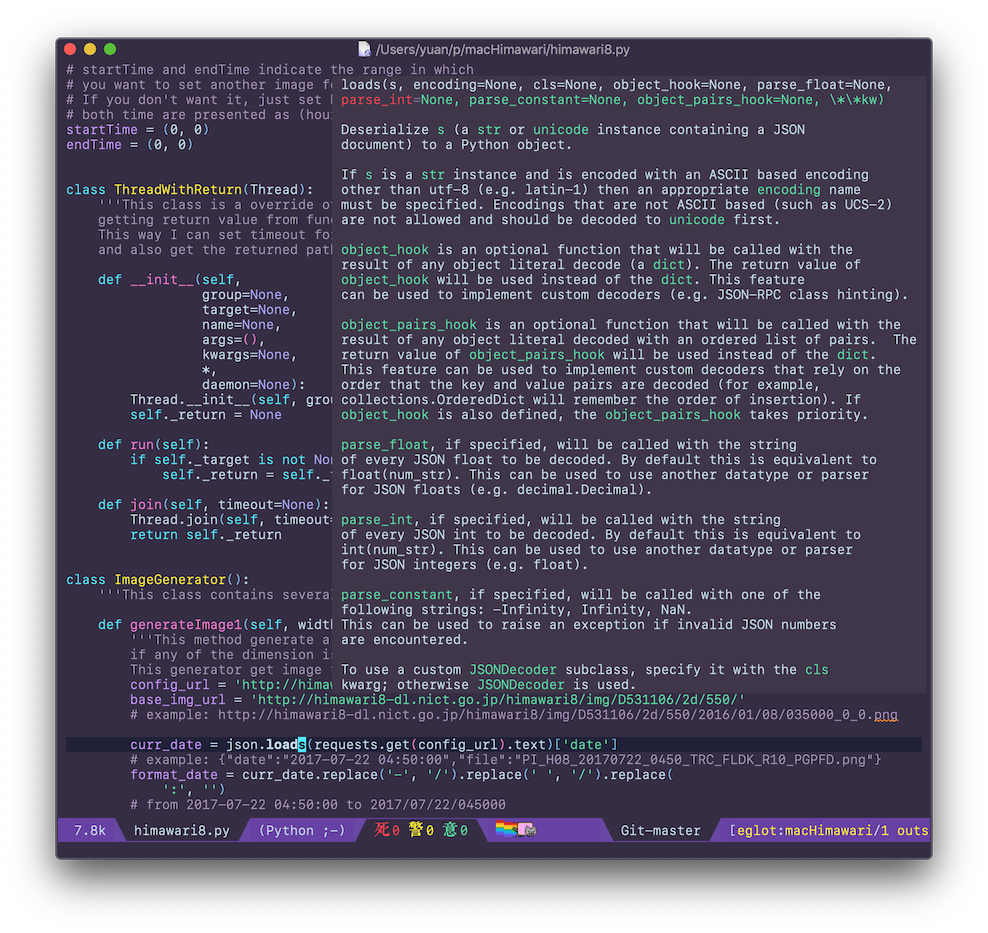 /Users/yuan/p/macHimawari/himawari8.py
# startTime and endTime indicate the range in which
# you want to set another image fo
# If you don't want it, just set b
# both time are presented as (hou
startTime = (0, 0)
endTime = (0, 0)
class ThreadWithReturn(Thread):
'''This class is a override o
getting return value from fun
This way I can set timeout fo
and also get the returned pat
def __init__(self,
group=None,
target=None,
name=None,
args=(),
kwargs=None,
*,
daemon=None):
Thread.__init__(self, grou
self._return = None
def run(self):
if self._target is not Non
self._return = self._
def join(self, timeout=None):
Thread.join(self, timeout=
return self._return
class ImageGenerator():
'''This class contains several
def generateImage1(self, width
'''This method generate a
if any of the dimension is
This generator get image
config_url = 'http://himaw
loads(s, encoding=None, cls=None, object_hook=None, parse_float=None,
parse_int=None, parse_constant=None, object_pairs_hook=None, \*\*kw)
Deserialize s (a str or unicode instance containing a JSON
document) to a Python object.
If s is a str instance and is encoded with an ASCII based encoding
other than utf-8 (e.g. latin-1) then an appropriate encoding name
must be specified. Encodings that are not ASCII based (such as UCS-2)
are not allowed and should be decoded to unicode first.
object_hook is an optional function that will be called with the
result of any object literal decode (a dict). The return value of
object_hook will be used instead of the dict. This feature
can be used to implement custom decoders (e.g. JSON-RPC class hinting).
object_pairs_hook is an optional function that will be called with the
result of any object literal decoded with an ordered list of pairs.  The
return value of object_pairs_hook will be used instead of the dict.
This feature can be used to implement custom decoders that rely on the
order that the key and value pairs are decoded (for example,
collections.OrderedDict will remember the order of insertion). If
object_hook is also defined, the object_pairs_hook takes priority.
parse_float, if specified, will be called with the string
of every JSON float to be decoded. By default this is equivalent to
float(num_str). This can be used to use another datatype or parser
for JSON floats (e.g. decimal.Decimal).
parse_int, if specified, will be called with the string
of every JSON int to be decoded. By default this is equivalent to
int(num_str). This can be used to use another datatype or parser
for JSON integers (e.g. float).
parse_constant, if specified, will be called with one of the
following strings: -Infinity, Infinity, NaN.
This can be used to raise an exception if invalid JSON numbers
are encountered.
To use a custom JSONDecoder subclass, specify it with the cls
kwarg; otherwise JSONDecoder is used.
base_img_url = 'http://himawari8-dl.nict.go.jp/himawari8/img/D531106/2d/550/'
# example: http://himawari8-dl.nict.go.jp/himawari8/img/D531106/2d/550/2016/01/08/035000_0_0.png
curr_date = json.loads(requests.get(config_url).text)['date']
# example: {"date":"2017-07-22 04:50:00","file":"PI_H08_20170722_0450_TRC_FLDK_R10_PGPFD.png"}
format_date = curr_date.replace('-', '/').replace(' ', '/').replace(
':', '')
# from 2017-07-22 04:50:00 to 2017/07/22/045000
7.8k himawari8.py (Python ;-) 死0 警0 意0 Git-master [eglot:macHimawari/1 outs